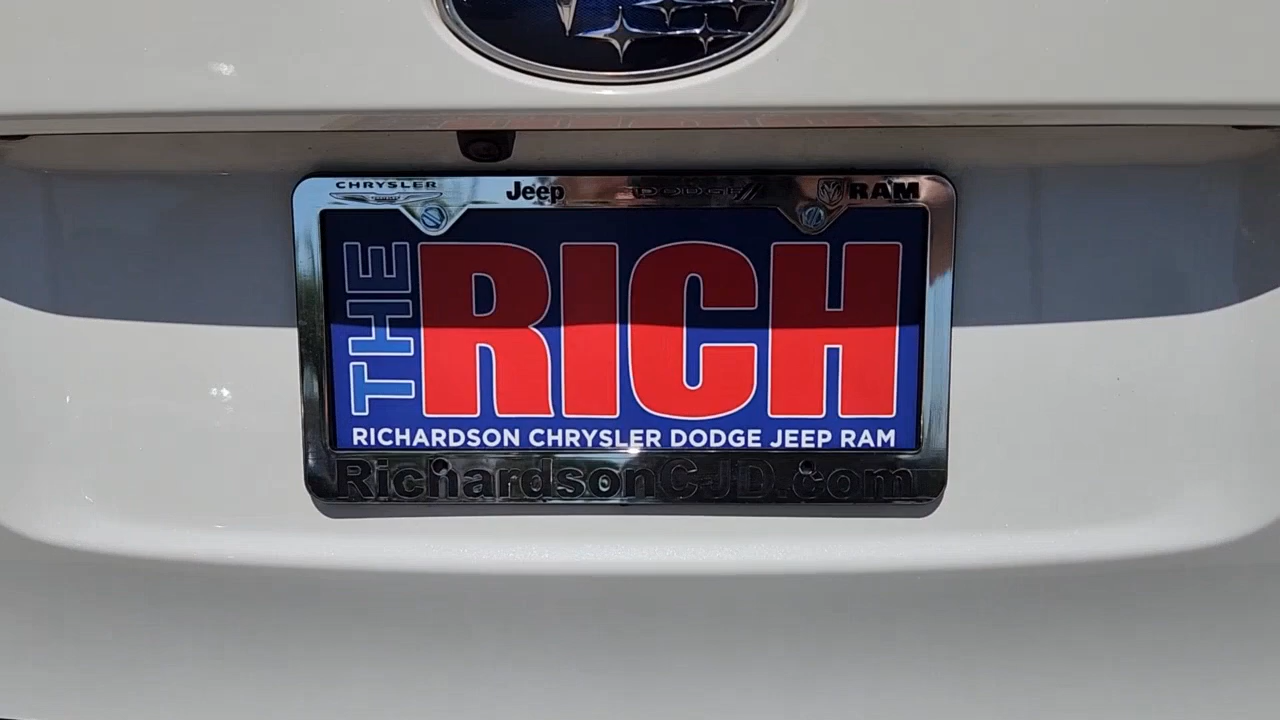 CHRYSLER Jeep DODGE RAM
THE RICH
RICHARDSON CHRYSLER DODGE JEEP RAM
RichardsonCJD.com